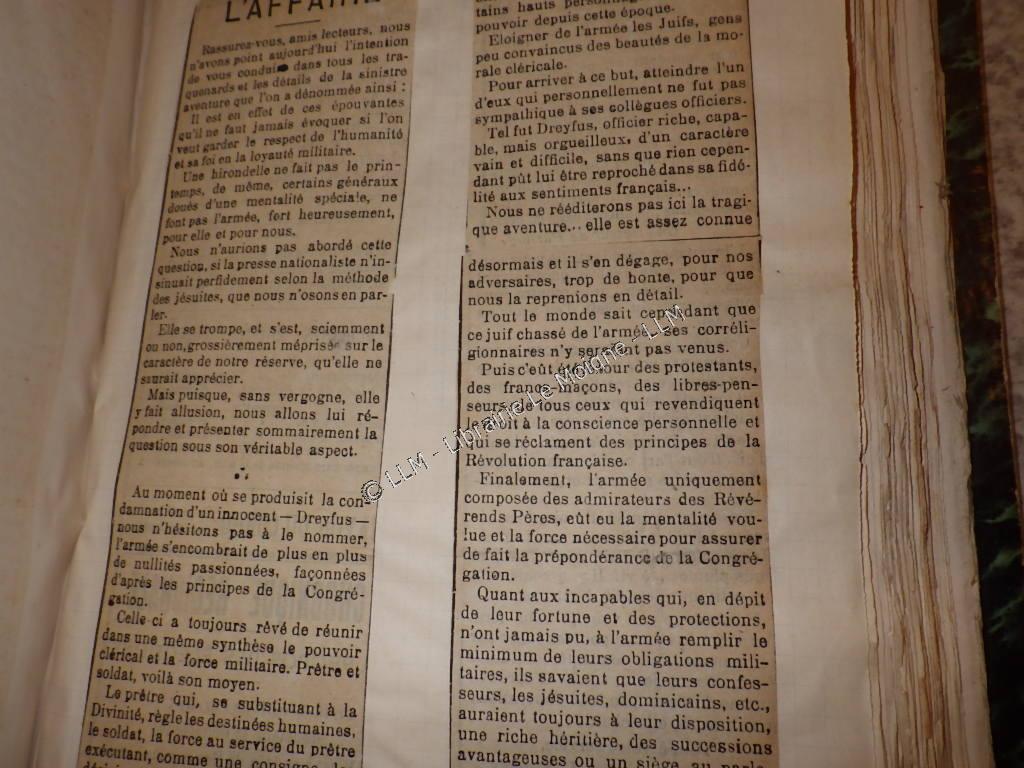 L'AFFAIRE
Rassurez-vous, amis lecteurs, nous
n'avons point aujourd'hui l'intention
de vous conduire dans tous les tra-
quenards et les détails de la sinistre
aventure que l'on a dénommée ainsi :
Il est en effet de ces épouvantes
qu'il ne faut jamais évoquer si l'on
veut garder le respect de l'humanité
et sa foi en la loyauté militaire.
Une hirondelle ne fait pas le prin-
temps, de même, certains généraux
doués d'une mentalité spéciale, ne
font pas l'armée, fort heureusement,
pour elle et pour nous.
Nous n'aurions pas abordé cette
question, si la presse nationaliste n'in-
sinuait perfidement selon la méthode
des jésuites, que nous n'osons en par-
ler.
Elle se trompe, et s'est, sciemment
ou non, grossièrement méprise sur le
caractère de notre réserve, qu'elle ne
saurait apprécier.
Mais puisque, sans vergogne, elle
y fait allusion, nous allons lui ré-
pondre et présenter sommairement la
question sous son véritable aspect.
Au moment où se produisit la con-
damnation d'un innocent — Dreyfus —
nous n'hésitons pas à le nommer,
l'armée s'encombrait de plus en plus
de nullités passionnées, façonnées
d'après les principes de la Congré-
gation.
Celle-ci a toujours rêvé de réunir
dans une même synthèse le pouvoir
clérical et la force militaire. Prêtre et
soldat, voilà son moyen.
Le prêtre qui, se substituant à la
Divinité, règle les destinées humaines,
le soldat, la force au service du prêtre
exécutant, comme une consigne, les
tains hauts
pouvoir depuis cette époque.
Eloigner de l'armée les Juifs, gens
peu convaincus des beautés de la mo-
rale cléricale.
Pour arriver à ce but, atteindre l'un
d'eux qui personnellement ne fut pas
sympathique à ses collègues officiers.
Tel fut Dreyfus, officier riche, capa-
ble, mais orgueilleux, d'un caractère
vain et difficile, sans que rien cepen-
dant pût lui être reproché dans sa fidé-
lité aux sentiments français...
Nous ne rééditerons pas ici la tragi-
que aventure... elle est assez connue
désormais et il s'en dégage, pour nos
adversaires, trop de honte, pour que
nous la reprenions en détail.
Tout le monde sait cependant que
ce juif chassé de l'armée, ses corréli-
gionnaires n'y seraient pas venus.
Puis c'eût été le tour des protestants,
des francs-maçons, des libres-pen-
seurs, de tous ceux qui revendiquent
le droit à la conscience personnelle et
qui se réclament des principes de la
Révolution française.
Finalement, l'armée uniquement
composée des admirateurs des Révé-
rends Pères, eût eu la mentalité vou-
lue et la force nécessaire pour assurer
de fait la prépondérance de la Congré-
gation.
Quant aux incapables qui, en dépit
de leur fortune et des protections,
n'ont jamais pu, à l'armée remplir le
minimum de leurs obligations mili-
taires, ils savaient que leurs confes-
seurs, les jésuites, dominicains, etc.,
auraient toujours à leur disposition,
une riche héritière, des successions
avantageuses ou un siège au
© LLM - Librairie Le Motone - LLM